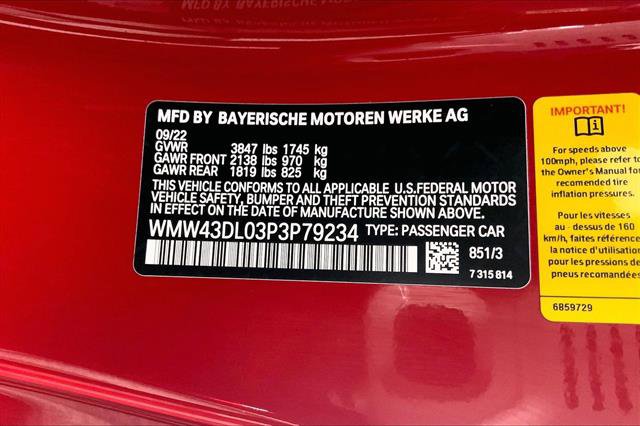 MFD BY BAYERISCHE MOTOREN WERKE AG
09/22
GVWR 3847 lbs 1745 kg
GAWR FRONT 2138 lbs 970 kg
GAWR REAR 1819 lbs 825 kg
THIS VEHICLE CONFORMS TO ALL APPLICABLE U.S.FEDERAL MOTOR
VEHICLE SAFETY, BUMPER AND THEFT PREVENTION STANDARDS
IN EFFECT ON THE DATE OF MANUFACTURE SHOWN ABOVE.
WMW43DL03P3P79234 TYPE: PASSENGER CAR
851/3
7 315 814
IMPORTANT!
For speeds above
100mph, please refer to
the Owner's Manual for
recomended tire
inflation pressures.
Pour les vitesses
au - dessus de 160
km/h, faites référence
la notice d'utilisation
pour les pressions de
pneus recomandées
6859729